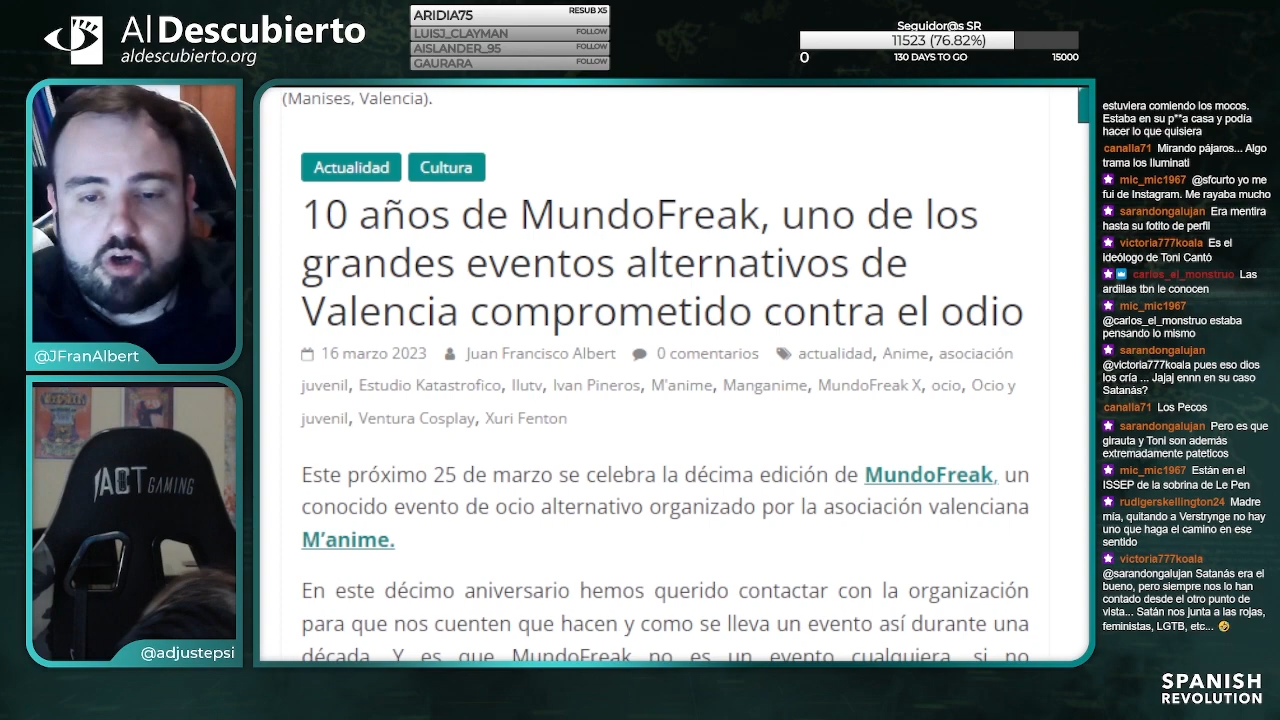 Al Descubierto
aldescubierto.org
ARIDIA75 RESUB X5
LUISJ_CLAYMAN FOLLOW
AISLANDER_95 FOLLOW
GAURARA FOLLOW
Seguidor@s SR
11523 (76.82%)
0 130 DAYS TO GO 15000
@JFranAlbert
ACT GAMING
@adjustepsi
(Manises, Valencia).
Actualidad Cultura
10 años de MundoFreak, uno de los
grandes eventos alternativos de
Valencia comprometido contra el odio
16 marzo 2023 Juan Francisco Albert 0 comentarios actualidad, Anime, asociación
juvenil, Estudio Katastrofico, Ilutv, Ivan Pineros, M'anime, Manganime, MundoFreak X, ocio, Ocio y
juvenil, Ventura Cosplay, Xuri Fenton
Este próximo 25 de marzo se celebra la décima edición de MundoFreak, un
conocido evento de ocio alternativo organizado por la asociación valenciana
M’anime.
En este décimo aniversario hemos querido contactar con la organización
para que nos cuenten que hacen y como se lleva un evento así durante una
década. Y es que MundoFreak no es un evento cualquiera, si no
estuviera comiendo los mocos.
Estaba en su p**a casa y podía
hacer lo que quisiera
canalla71 Mirando pájaros... Algo
trama los Iluminati
mic_mic1967 @sfcurto yo me
fui de Instagram. Me rayaba mucho
sarandongalujan Era mentira
hasta su fotito de perfil
victoria777koala Es el
ideólogo de Toni Cantó
carlos_el_monstruo Las
ardillas tbn le conocen
mic_mic1967
@carlos_el_monstruo estaba
pensando lo mismo
sarandongalujan
@victoria777koala pues eso dios
los cría ... Jajaj ennn en su caso
Satanás?
canalla71 Los Pecos
sarandongalujan Pero es que
girauta y Toni son además
extremadamente pateticos
mic_mic1967 Están en el
ISSEP de la sobrina de Le Pen
rudigerskellington24 Madre
mía, quitando a Verstrynge no hay
uno que haga el camino en ese
sentido
victoria777koala
@sarandongalujan Satanás era el
bueno, pero siempre nos lo han
contado desde el otro punto de
vista... Satán nos junta a las rojas,
feministas, LGTB, etc...
SPANISH
REVOLUTION